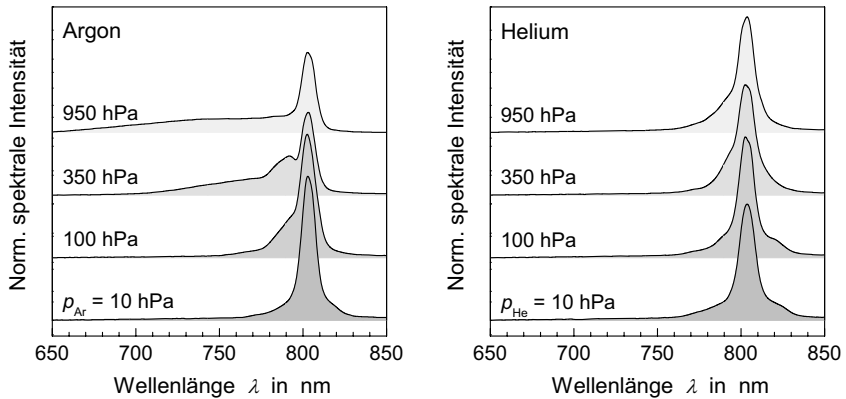 Norm. spektrale Intensität
Argon
950 hPa
350 hPa
100 hPa
p_Ar = 10 hPa
650 700 750 800 850
Wellenlänge λ in nm
Norm. spektrale Intensität
Helium
950 hPa
350 hPa
100 hPa
p_He = 10 hPa
650 700 750 800 850
Wellenlänge λ in nm